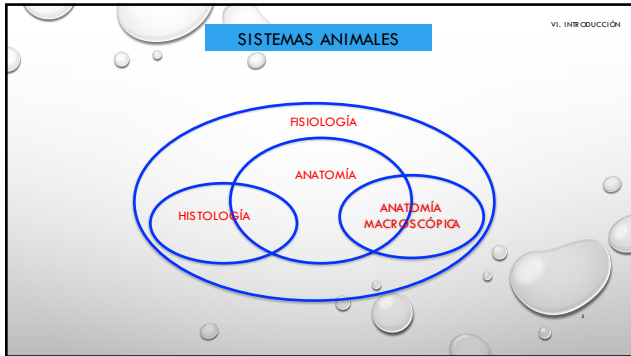 VI. INTRODUCCIÓN
SISTEMAS ANIMALES
FISIOLOGÍA
ANATOMÍA
HISTOLOGÍA
ANATOMÍA
MACROSCÓPICA